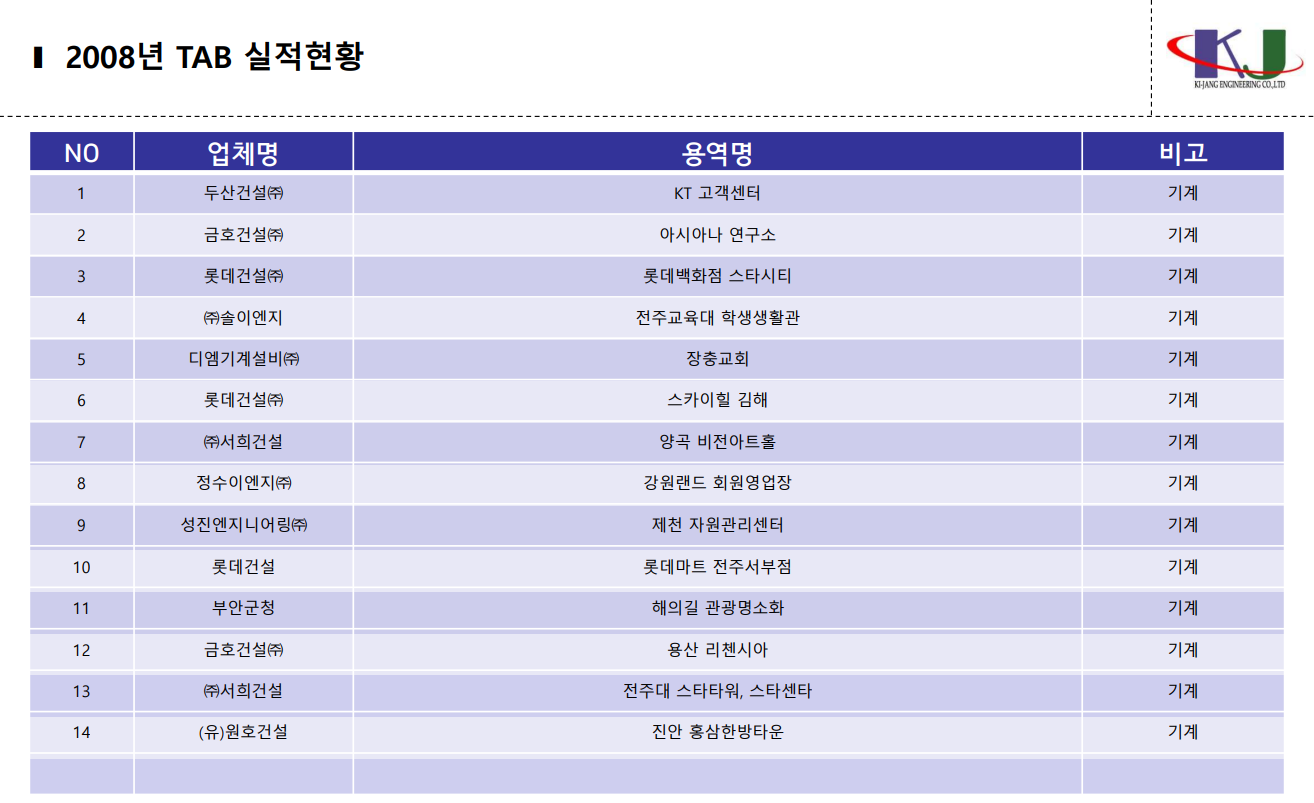 2008년 TAB 실적현황
KJ
KI-JANG ENGINEERING CO.,LTD
NO 업체명 용역명 비고
1 두산건설㈜ KT 고객센터 기계
2 금호건설㈜ 아시아나 연구소 기계
3 롯데건설㈜ 롯데백화점 스타시티 기계
4 ㈜솔이엔지 전주교육대 학생생활관 기계
5 디엠기계설비㈜ 장충교회 기계
6 롯데건설㈜ 스카이힐 김해 기계
7 ㈜서희건설 양곡 비전아트홀 기계
8 정수이엔지㈜ 강원랜드 회원영업장 기계
9 성진엔지니어링㈜ 제천 자원관리센터 기계
10 롯데건설 롯데마트 전주서부점 기계
11 부안군청 해의길 관광명소화 기계
12 금호건설㈜ 용산 리첸시아 기계
13 ㈜서희건설 전주대 스타타워, 스타센타 기계
14 (유)원호건설 진안 홍삼한방타운 기계